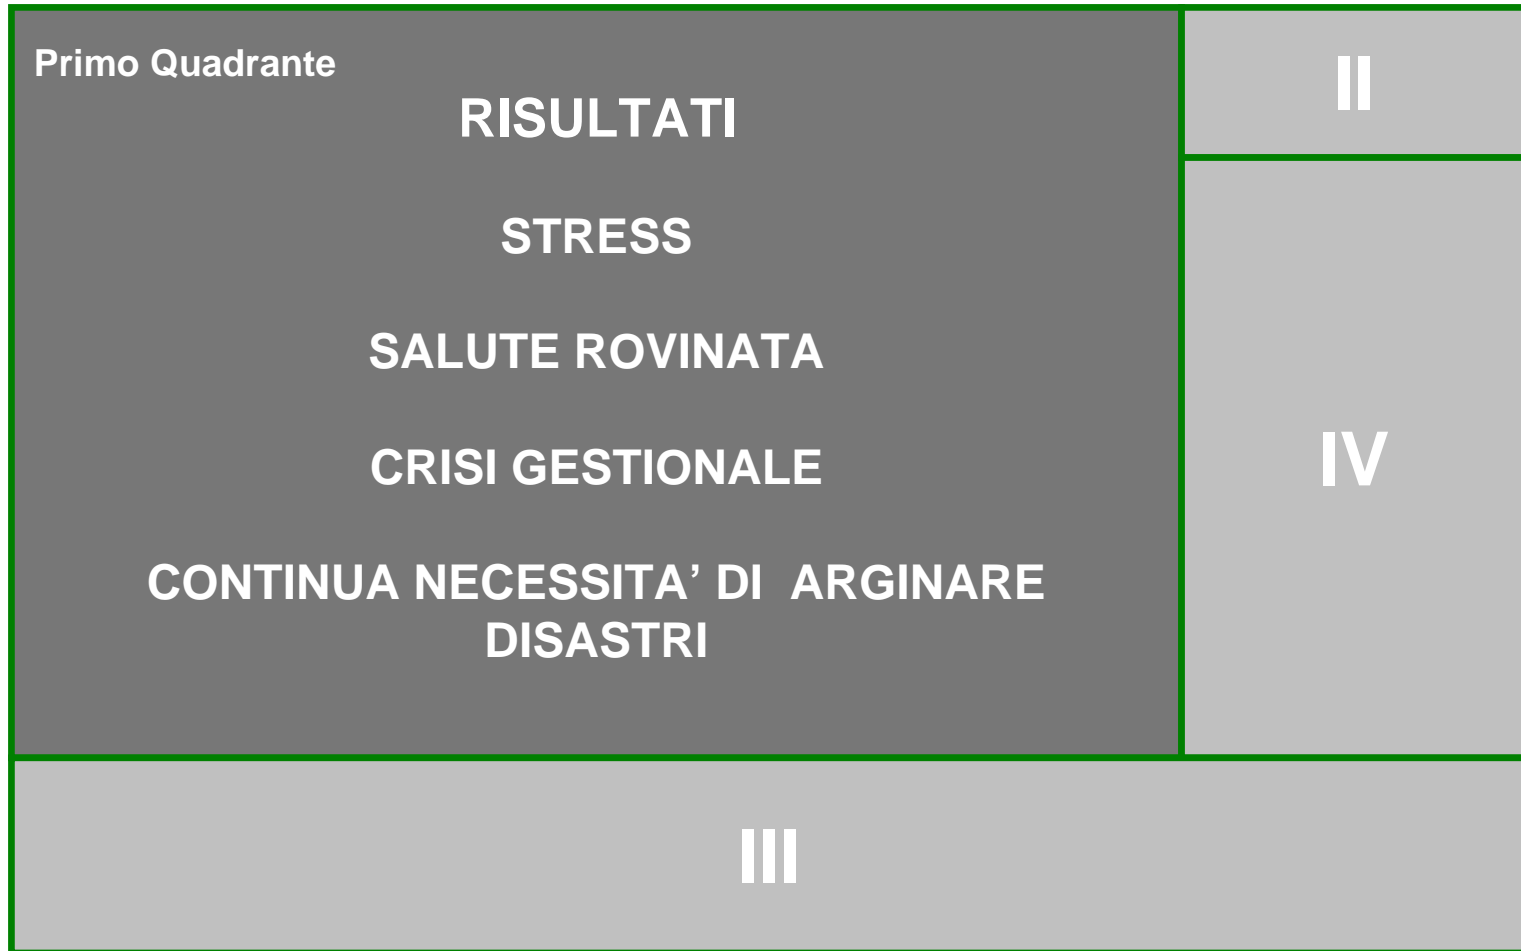 Primo Quadrante
RISULTATI
STRESS
SALUTE ROVINATA
CRISI GESTIONALE
CONTINUA NECESSITA’ DI  ARGINARE
DISASTRI
II
IV
III